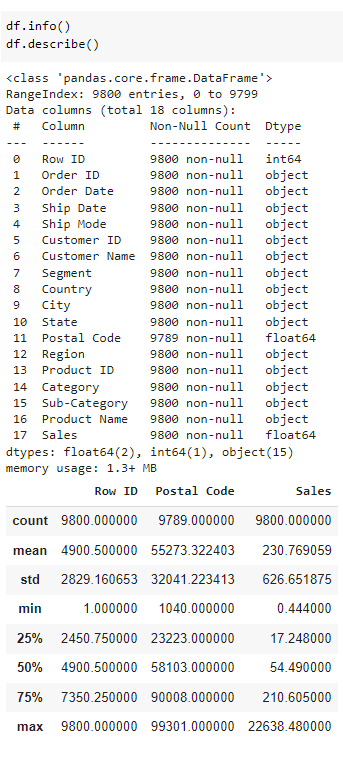 df.info()
df.describe()
<class 'pandas.core.frame.DataFrame'>
RangeIndex: 9800 entries, 0 to 9799
Data columns (total 18 columns):
 #   Column         Non-Null Count  Dtype
---  ------         --------------  -----
 0   Row ID         9800 non-null   int64
 1   Order ID       9800 non-null   object
 2   Order Date     9800 non-null   object
 3   Ship Date      9800 non-null   object
 4   Ship Mode      9800 non-null   object
 5   Customer ID    9800 non-null   object
 6   Customer Name  9800 non-null   object
 7   Segment        9800 non-null   object
 8   Country        9800 non-null   object
 9   City           9800 non-null   object
 10  State          9800 non-null   object
 11  Postal Code    9789 non-null   float64
 12  Region         9800 non-null   object
 13  Product ID     9800 non-null   object
 14  Category       9800 non-null   object
 15  Sub-Category   9800 non-null   object
 16  Product Name   9800 non-null   object
 17  Sales          9800 non-null   float64
dtypes: float64(2), int64(1), object(15)
memory usage: 1.3+ MB
Row ID Postal Code Sales
count 9800.000000 9789.000000 9800.000000
mean 4900.500000 55273.322403 230.769059
std 2829.160653 32041.223413 626.651875
min 1.000000 1040.000000 0.444000
25% 2450.750000 23223.000000 17.248000
50% 4900.500000 58103.000000 54.490000
75% 7350.250000 90008.000000 210.605000
max 9800.000000 99301.000000 22638.480000